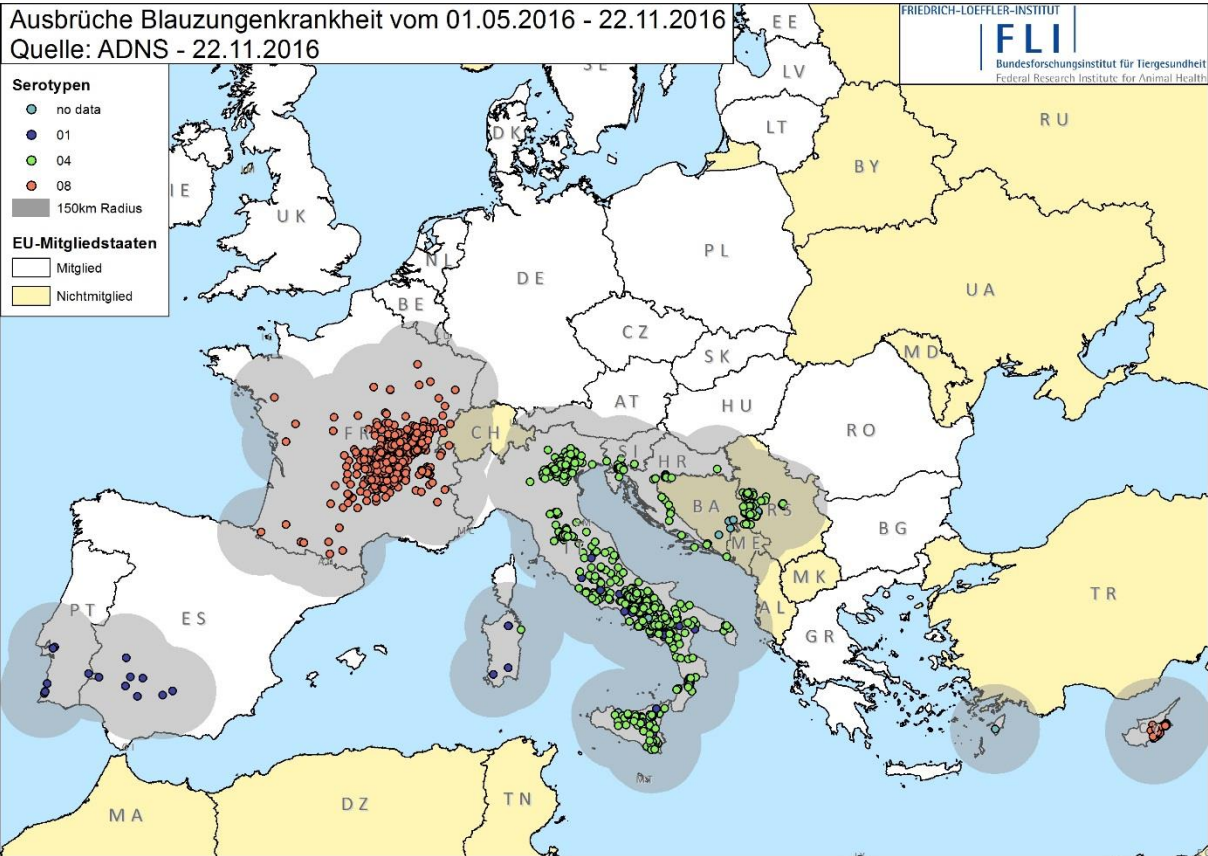 Ausbrüche Blauzungenkrankheit vom 01.05.2016 - 22.11.2016
Quelle: ADNS - 22.11.2016
FRIEDRICH-LOEFFLER-INSTITUT
FLI
Bundesforschungsinstitut für Tiergesundheit
Federal Research Institute for Animal Health
Serotypen
no data
01
04
08
150km Radius
EU-Mitgliedstaaten
Mitglied
Nichtmitglied
EE
SE
LV
DK
LT
RU
BY
IE
UK
NL
DE
PL
BE
UA
CZ
SK
MD
AT
HU
FR
CH
RO
SI
HR
BA
RS
IT
ME
BG
MK
PT
ES
AL
TR
GR
MT
MA
DZ
TN